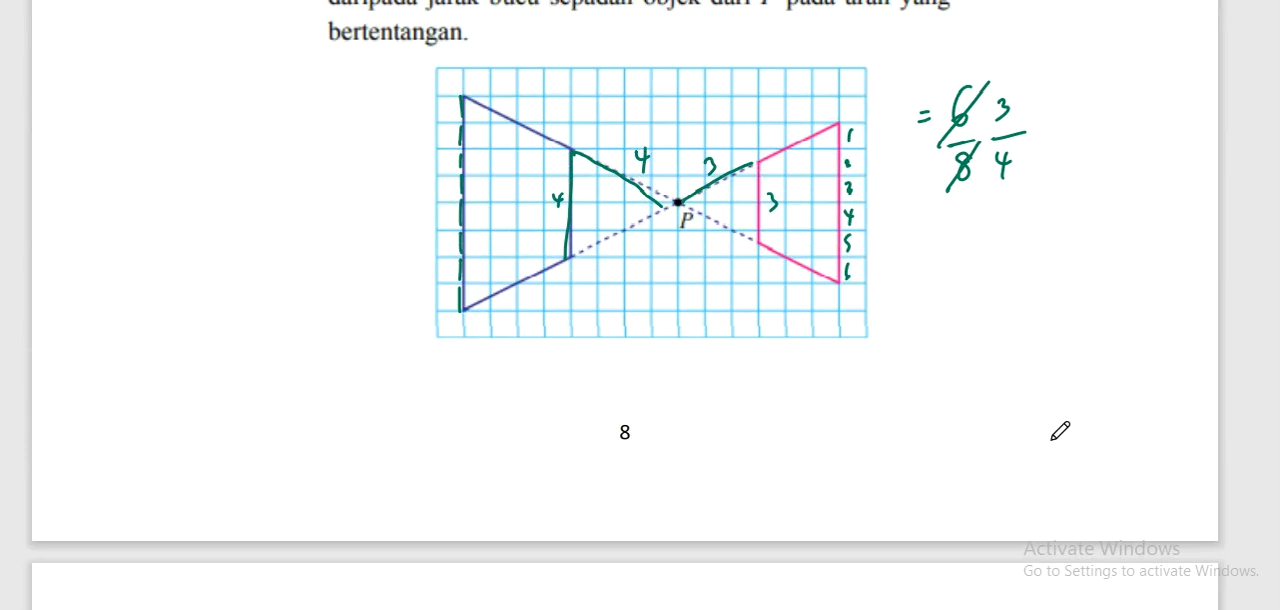 daripada jarak bucu sepadan objek dari P pada arah yang
bertentangan.
= 6/8 3/4
4 3
4 3
P
1
2
3
4
5
6
8
Activate Windows
Go to Settings to activate Windows.